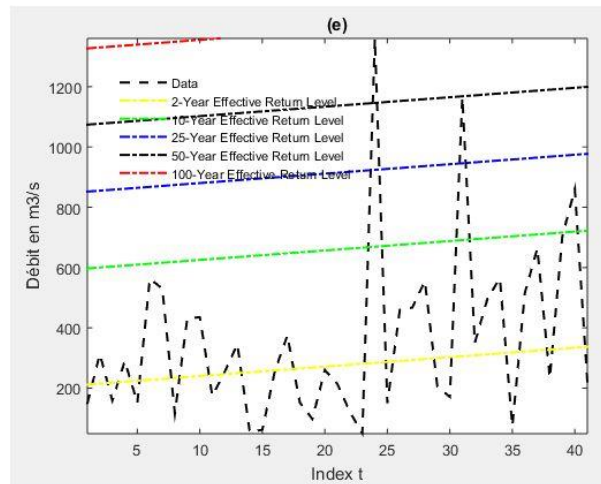 (e)
Data
2-Year Effective Return Level
10-Year Effective Return Level
25-Year Effective Return Level
50-Year Effective Return Level
100-Year Effective Return Level
1200
1000
800
600
400
200
Débit en m3/s
5 10 15 20 25 30 35 40
Index t